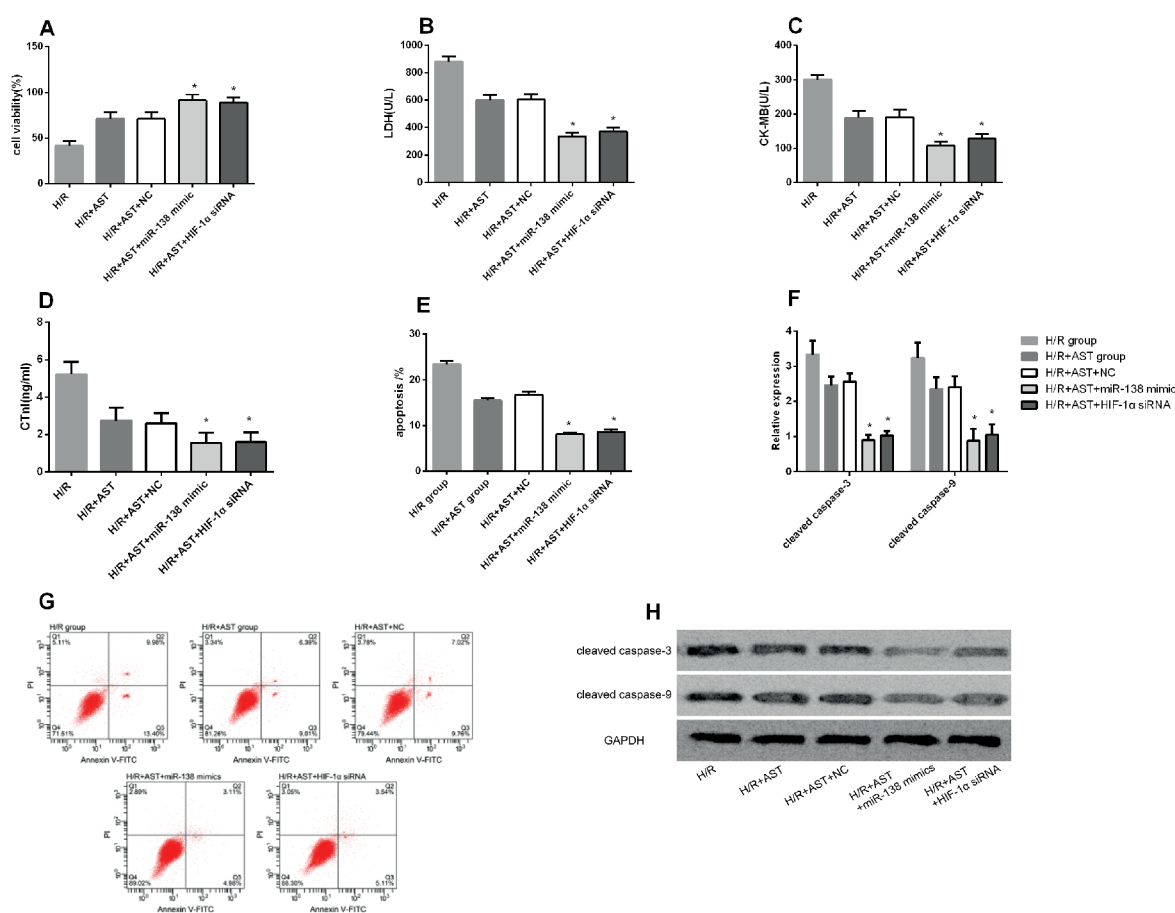 A
cell viability(%)
150
100
50
0
*
*
H/R
H/R+AST
H/R+AST+NC
H/R+AST+miR-138 mimic
H/R+AST+HIF-1α siRNA
B
LDH(U/L)
1000
800
600
400
200
0
*
*
H/R
H/R+AST
H/R+AST+NC
H/R+AST+miR-138 mimic
H/R+AST+HIF-1α siRNA
C
CK-MB(U/L)
400
300
200
100
0
*
*
H/R
H/R+AST
H/R+AST+NC
H/R+AST+miR-138 mimic
H/R+AST+HIF-1α siRNA
D
CTnI(ng/ml)
8
6
4
2
0
*
*
H/R
H/R+AST
H/R+AST+NC
H/R+AST+miR-138 mimic
H/R+AST+HIF-1α siRNA
E
apoptosis /%
30
20
10
0
*
*
H/R group
H/R+AST group
H/R+AST+NC
H/R+AST+miR-138 mimic
H/R+AST+HIF-1α siRNA
F
Relative expression
4
3
2
1
0
*
*
*
*
cleaved caspase-3
cleaved caspase-9
H/R group
H/R+AST group
H/R+AST+NC
H/R+AST+miR-138 mimic
H/R+AST+HIF-1α siRNA
G
H/R group
Q1 Q2
5.11% 9.98%
Q4 Q3
71.51% 13.40%
PI
Annexin V-FITC
H/R+AST group
Q1 Q2
3.34% 6.39%
Q4 Q3
81.26% 9.01%
PI
Annexin V-FITC
H/R+AST+NC
Q1 Q2
3.78% 7.02%
Q4 Q3
79.44% 9.76%
PI
Annexin V-FITC
H/R+AST+miR-138 mimics
Q1 Q2
2.89% 3.11%
Q4 Q3
89.02% 4.98%
PI
Annexin V-FITC
H/R+AST+HIF-1α siRNA
Q1 Q2
3.05% 3.54%
Q4 Q3
88.30% 5.11%
PI
Annexin V-FITC
H
cleaved caspase-3
cleaved caspase-9
GAPDH
H/R
H/R+AST
H/R+AST+NC
H/R+AST
+miR-138 mimics
H/R+AST
+HIF-1α siRNA